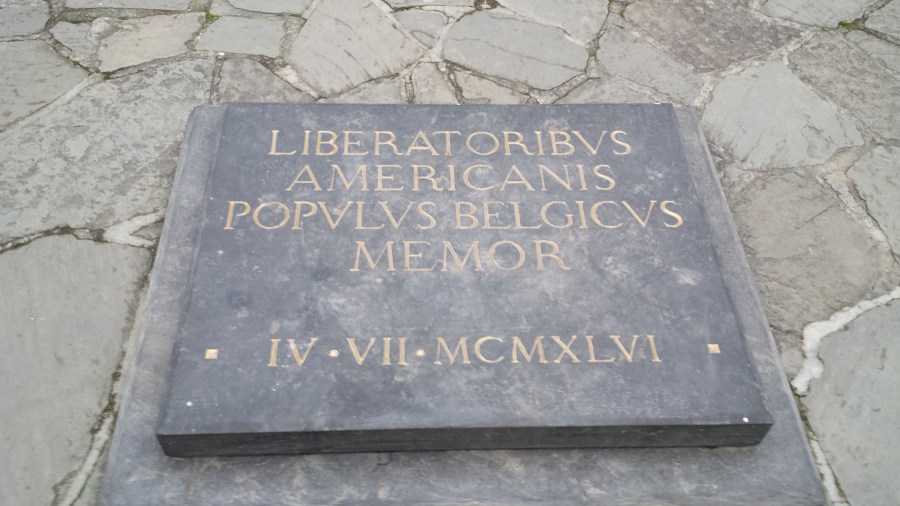 LIBERATORIBVS
AMERICANIS
POPVLVS BELGICVS
MEMOR
IV · VII · MCMXLVI